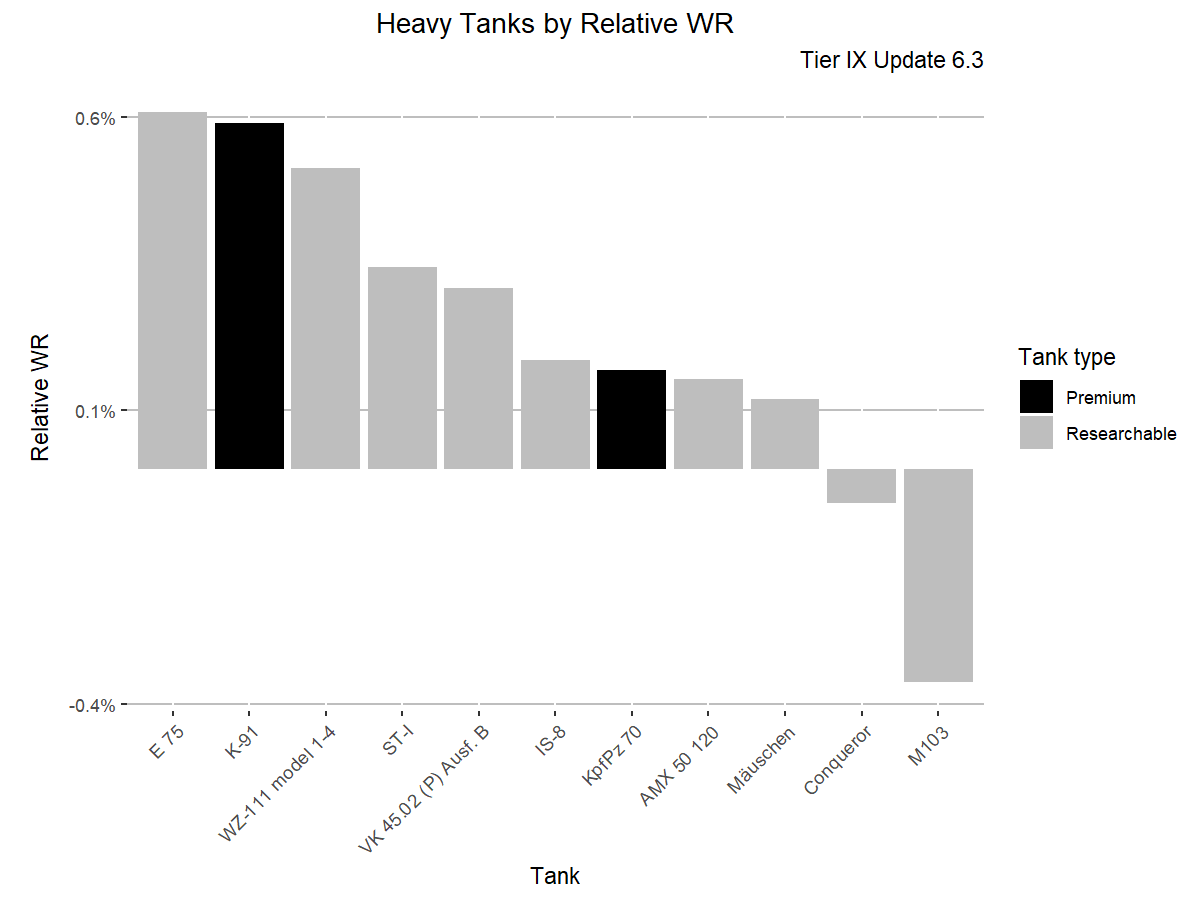 Heavy Tanks by Relative WR
Tier IX Update 6.3
Relative WR
0.6%
0.1%
-0.4%
E 75
K-91
WZ-111 model 1-4
ST-I
VK 45.02 (P) Ausf. B
IS-8
KpfPz 70
AMX 50 120
Mäuschen
Conqueror
M103
Tank
Tank type
Premium
Researchable